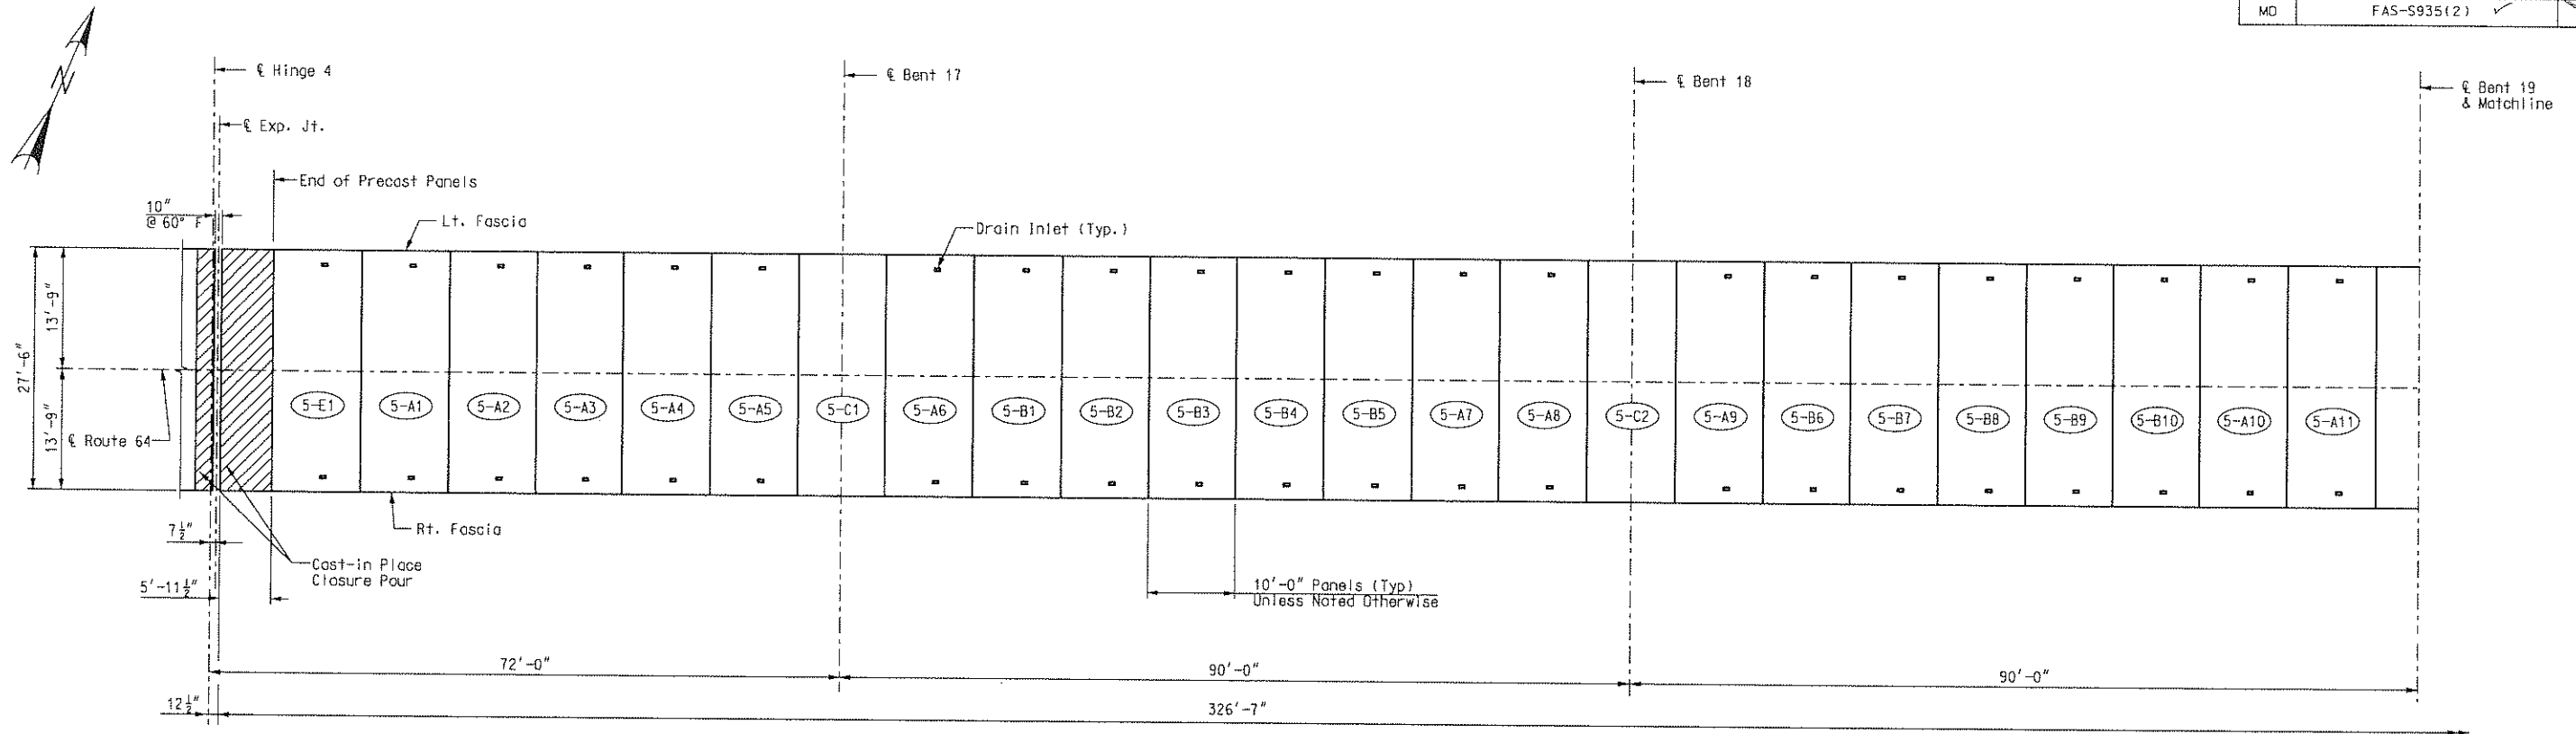 MD FAS-S935(2)
N
℄ Hinge 4
℄ Bent 17
℄ Bent 18
℄ Bent 19
& Matchline
℄ Exp. Jt.
End of Precast Panels
10"
@ 60° F
Lt. Fascia
Drain Inlet (Typ.)
27'-6"
13'-9"
13'-9"
℄ Route 64
5-E1 5-A1 5-A2 5-A3 5-A4 5-A5 5-C1 5-A6 5-B1 5-B2 5-B3 5-B4 5-B5 5-A7 5-A8 5-C2 5-A9 5-B6 5-B7 5-B8 5-B9 5-B10 5-A10 5-A11
Rt. Fascia
7½"
Cast-in Place
Closure Pour
5'-11½"
10'-0" Panels (Typ)
Unless Noted Otherwise
72'-0" 90'-0" 90'-0"
12½"
326'-7"